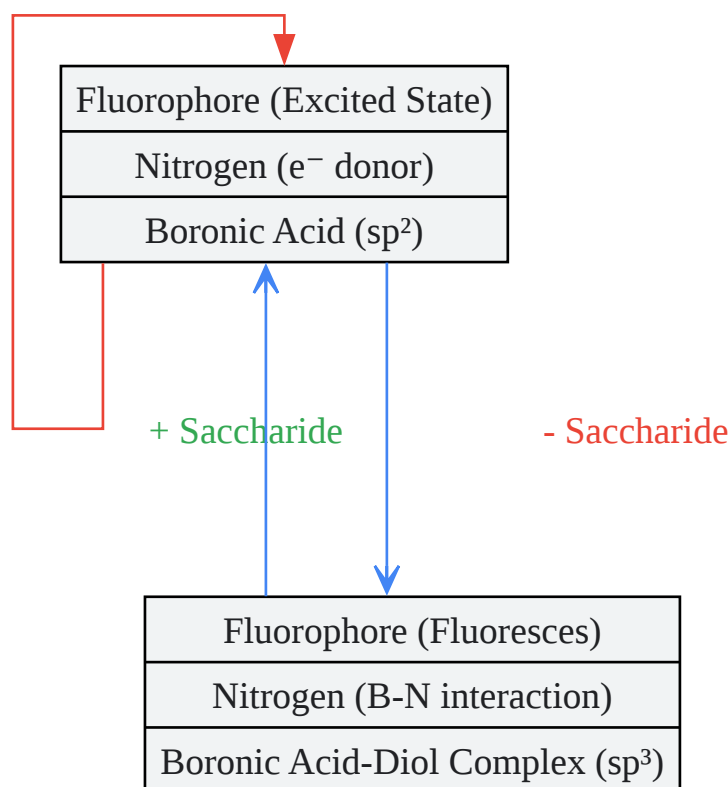 Fluorophore (Excited State)
Nitrogen (e⁻ donor)
Boronic Acid (sp²)
+ Saccharide
- Saccharide
Fluorophore (Fluoresces)
Nitrogen (B-N interaction)
Boronic Acid-Diol Complex (sp³)